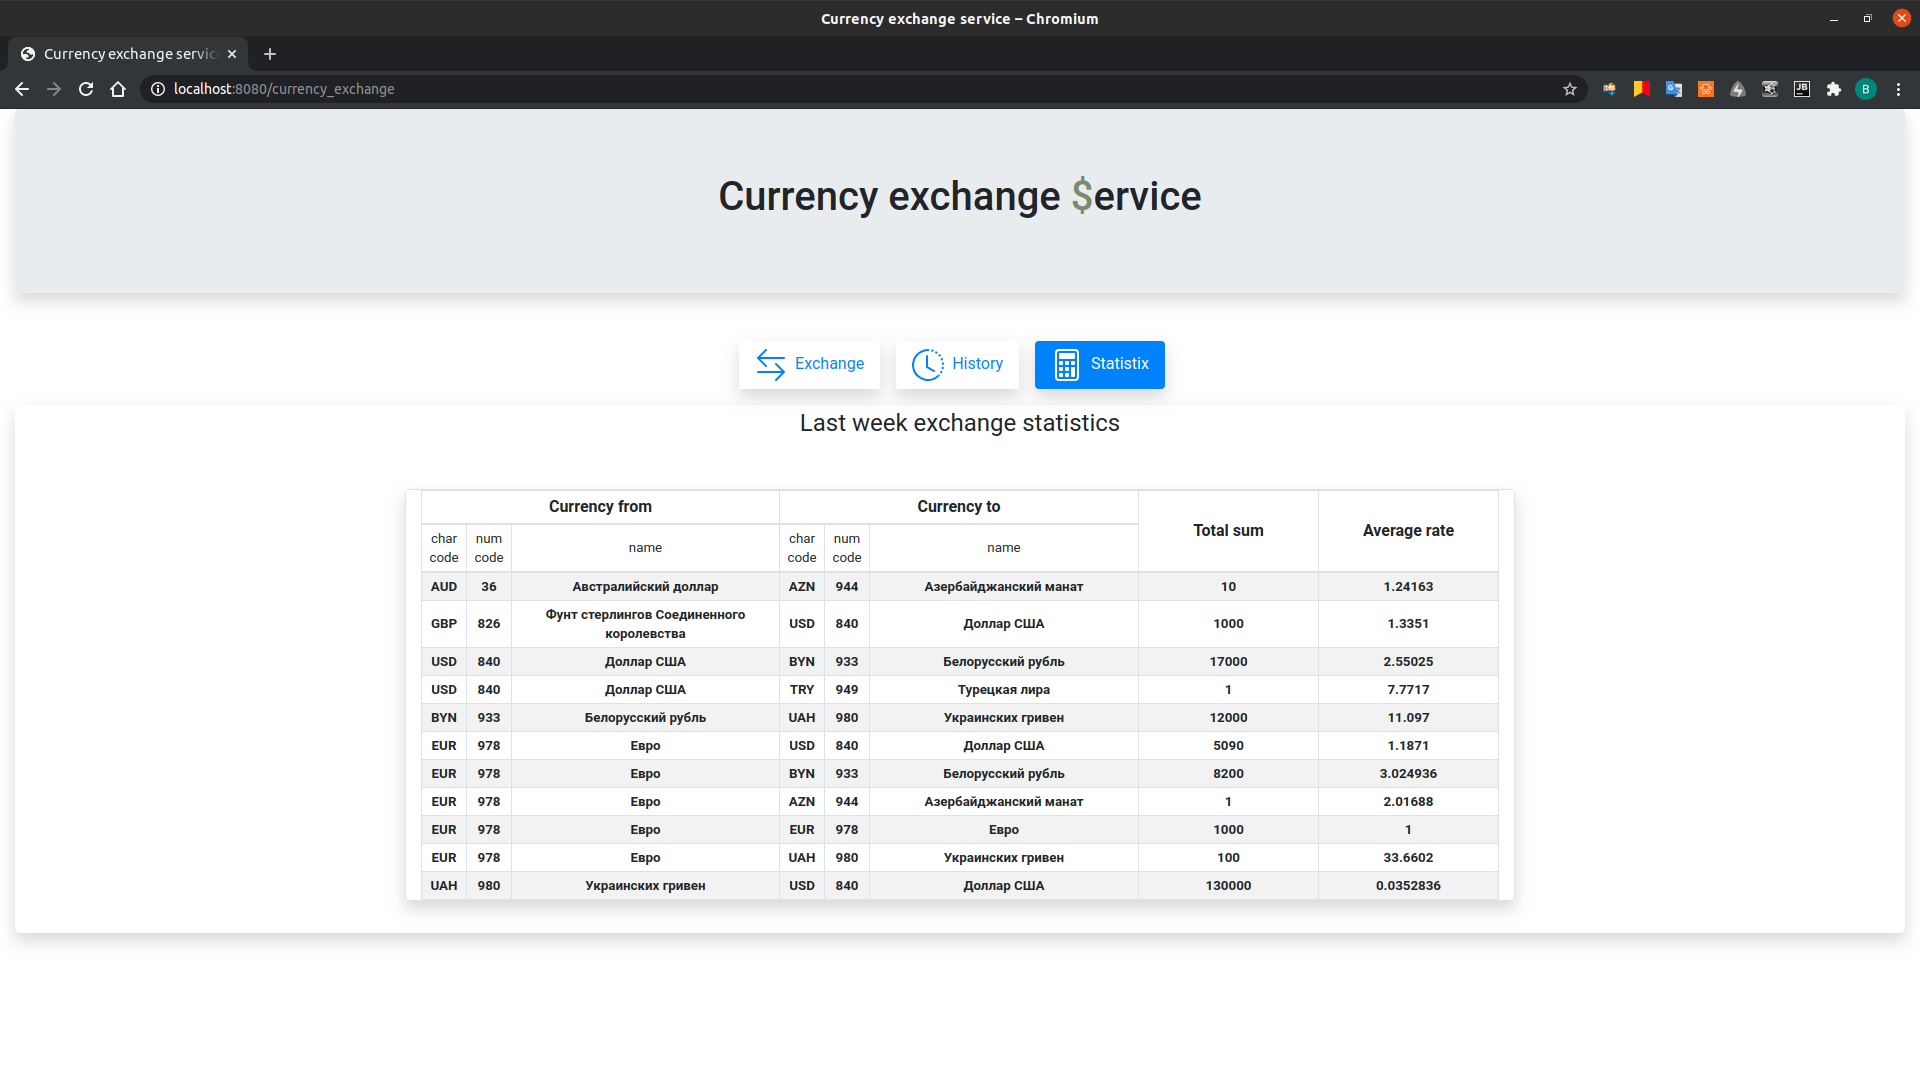 Currency exchange service – Chromium
Currency exchange servic
localhost:8080/currency_exchange
B
Currency exchange $ervice
Exchange
History
Statistix
Last week exchange statistics
Currency from Currency to Total sum Average rate
char code num code name char code num code name
AUD 36 Австралийский доллар AZN 944 Азербайджанский манат 10 1.24163
GBP 826 Фунт стерлингов Соединенного королевства USD 840 Доллар США 1000 1.3351
USD 840 Доллар США BYN 933 Белорусский рубль 17000 2.55025
USD 840 Доллар США TRY 949 Турецкая лира 1 7.7717
BYN 933 Белорусский рубль UAH 980 Украинских гривен 12000 11.097
EUR 978 Евро USD 840 Доллар США 5090 1.1871
EUR 978 Евро BYN 933 Белорусский рубль 8200 3.024936
EUR 978 Евро AZN 944 Азербайджанский манат 1 2.01688
EUR 978 Евро EUR 978 Евро 1000 1
EUR 978 Евро UAH 980 Украинских гривен 100 33.6602
UAH 980 Украинских гривен USD 840 Доллар США 130000 0.0352836